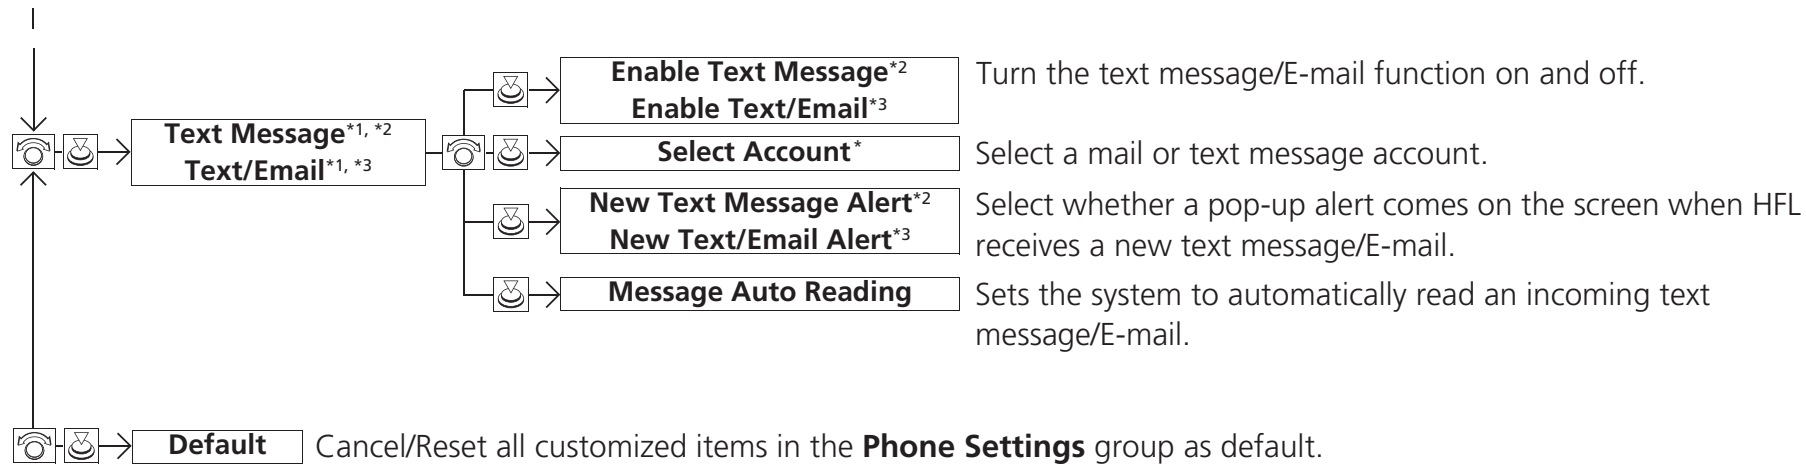 Enable Text Message*2
Enable Text/Email*3
Turn the text message/E-mail function on and off.
Text Message*1, *2
Text/Email*1, *3
Select Account*
Select a mail or text message account.
New Text Message Alert*2
New Text/Email Alert*3
Select whether a pop-up alert comes on the screen when HFL
receives a new text message/E-mail.
Message Auto Reading
Sets the system to automatically read an incoming text
message/E-mail.
Default
Cancel/Reset all customized items in the Phone Settings group as default.